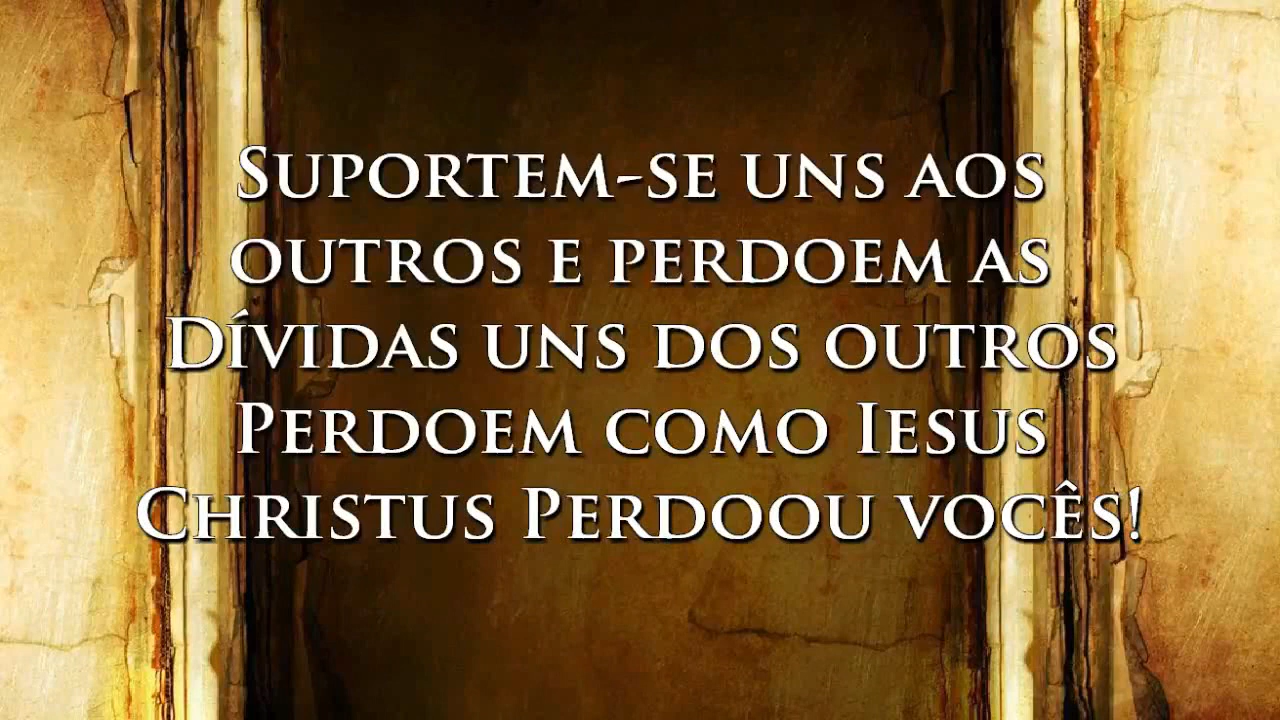 Suportem-se uns aos
outros e perdoem as
Dívidas uns dos outros
Perdoem como Iesus
Christus Perdoou vocês!